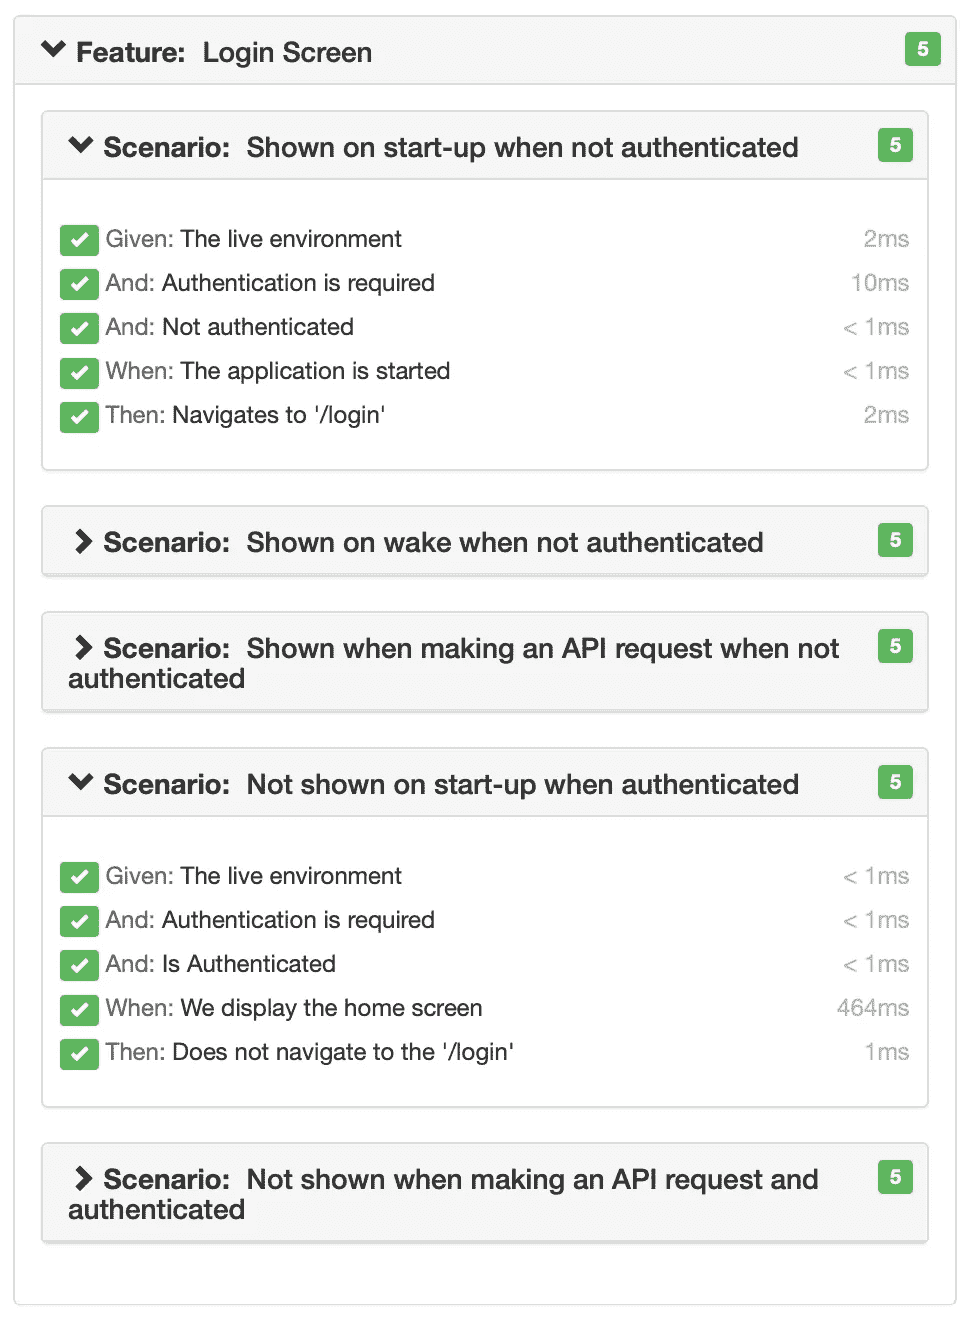 Feature: Login Screen 5
Scenario: Shown on start-up when not authenticated 5
Given: The live environment 2ms
And: Authentication is required 10ms
And: Not authenticated < 1ms
When: The application is started < 1ms
Then: Navigates to '/login' 2ms
Scenario: Shown on wake when not authenticated 5
Scenario: Shown when making an API request when not 5
authenticated
Scenario: Not shown on start-up when authenticated 5
Given: The live environment < 1ms
And: Authentication is required < 1ms
And: Is Authenticated < 1ms
When: We display the home screen 464ms
Then: Does not navigate to the '/login' 1ms
Scenario: Not shown when making an API request and 5
authenticated